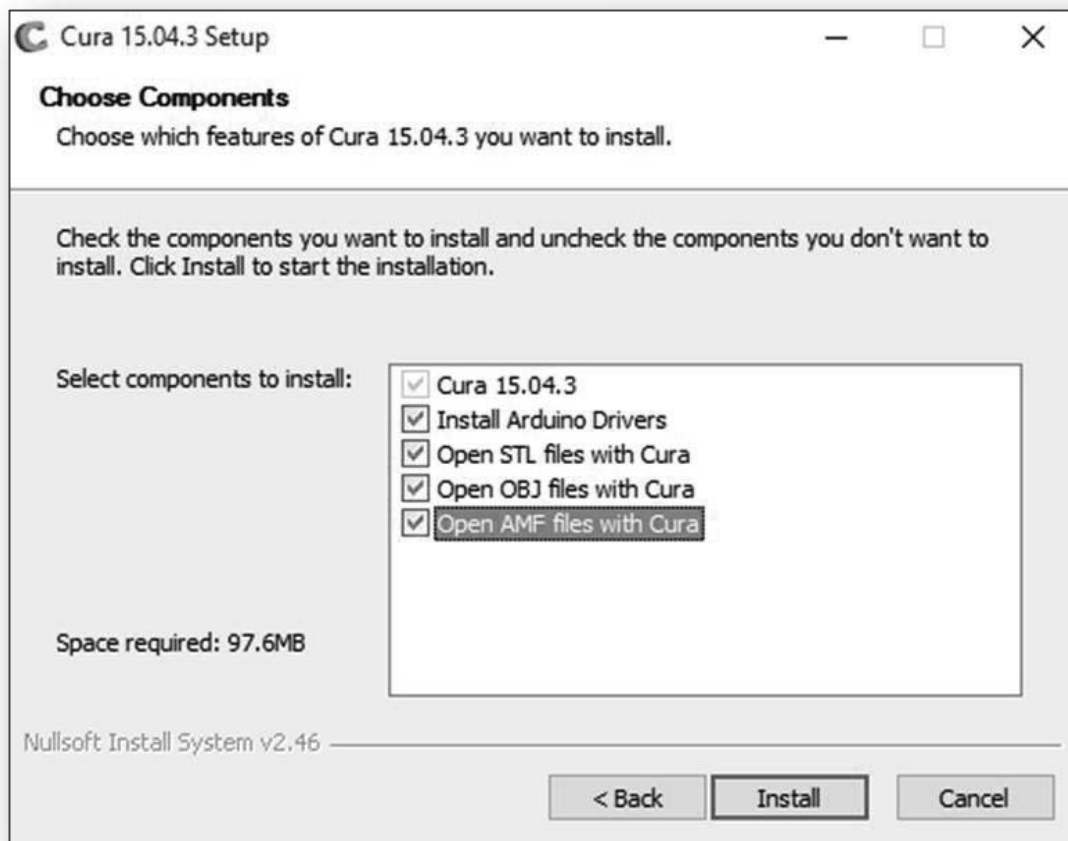 Cura 15.04.3 Setup
Choose Components
Choose which features of Cura 15.04.3 you want to install.
Check the components you want to install and uncheck the components you don't want to
install. Click Install to start the installation.
Select components to install:
Cura 15.04.3
Install Arduino Drivers
Open STL files with Cura
Open OBJ files with Cura
Open AMF files with Cura
Space required: 97.6MB
Nullsoft Install System v2.46
< Back
Install
Cancel